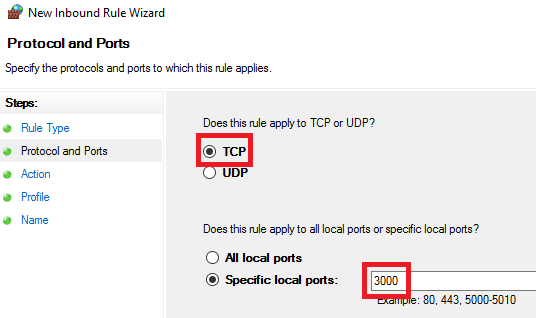 New Inbound Rule Wizard
Protocol and Ports
Specify the protocols and ports to which this rule applies.
Steps:
Rule Type
Protocol and Ports
Action
Profile
Name
Does this rule apply to TCP or UDP?
TCP
UDP
Does this rule apply to all local ports or specific local ports?
All local ports
Specific local ports:
3000
Example: 80, 443, 5000-5010